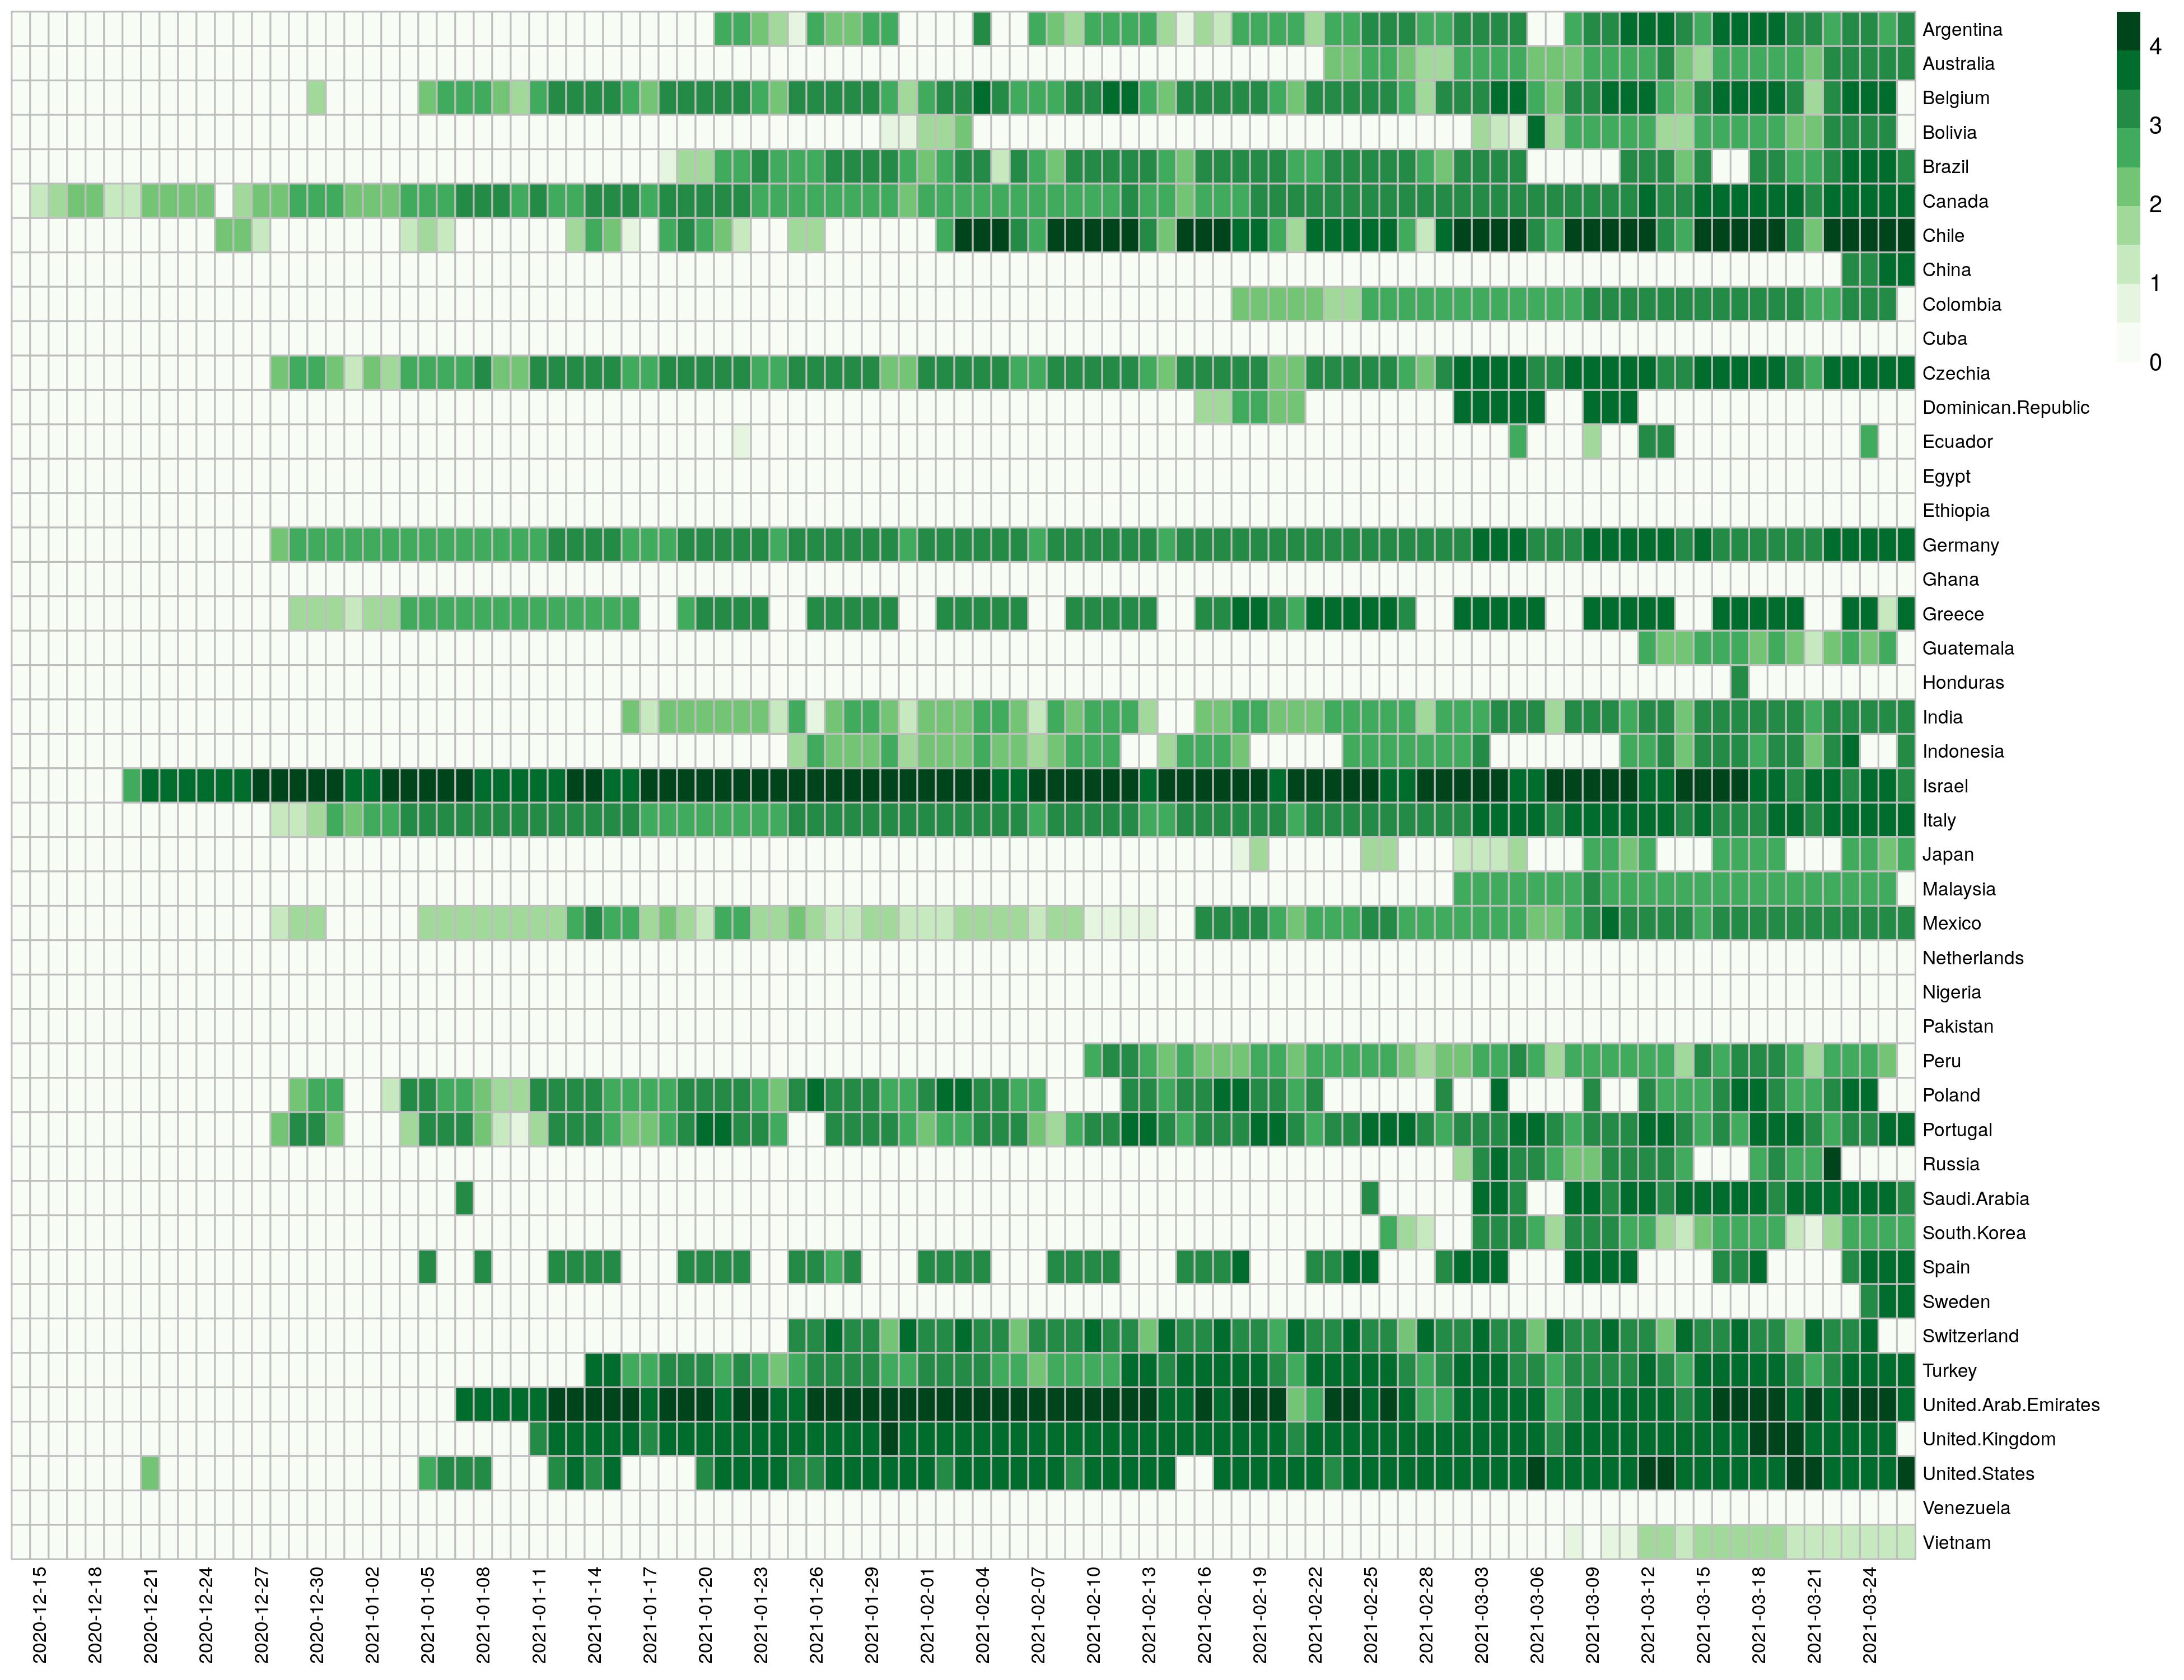 Argentina
Australia
Belgium
Bolivia
Brazil
Canada
Chile
China
Colombia
Cuba
Czechia
Dominican.Republic
Ecuador
Egypt
Ethiopia
Germany
Ghana
Greece
Guatemala
Honduras
India
Indonesia
Israel
Italy
Japan
Malaysia
Mexico
Netherlands
Nigeria
Pakistan
Peru
Poland
Portugal
Russia
Saudi.Arabia
South.Korea
Spain
Sweden
Switzerland
Turkey
United.Arab.Emirates
United.Kingdom
United.States
Venezuela
Vietnam
4
3
2
1
0
2020-12-15
2020-12-18
2020-12-21
2020-12-24
2020-12-27
2020-12-30
2021-01-02
2021-01-05
2021-01-08
2021-01-11
2021-01-14
2021-01-17
2021-01-20
2021-01-23
2021-01-26
2021-01-29
2021-02-01
2021-02-04
2021-02-07
2021-02-10
2021-02-13
2021-02-16
2021-02-19
2021-02-22
2021-02-25
2021-02-28
2021-03-03
2021-03-06
2021-03-09
2021-03-12
2021-03-15
2021-03-18
2021-03-21
2021-03-24